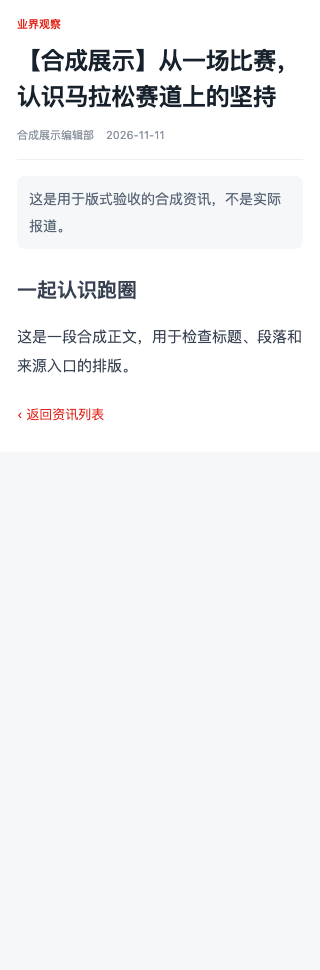 业界观察
【合成展示】从一场比赛，
认识马拉松赛道上的坚持
合成展示编辑部 2026-11-11
这是用于版式验收的合成资讯，不是实际
报道。
一起认识跑圈
这是一段合成正文，用于检查标题、段落和
来源入口的排版。
‹ 返回资讯列表